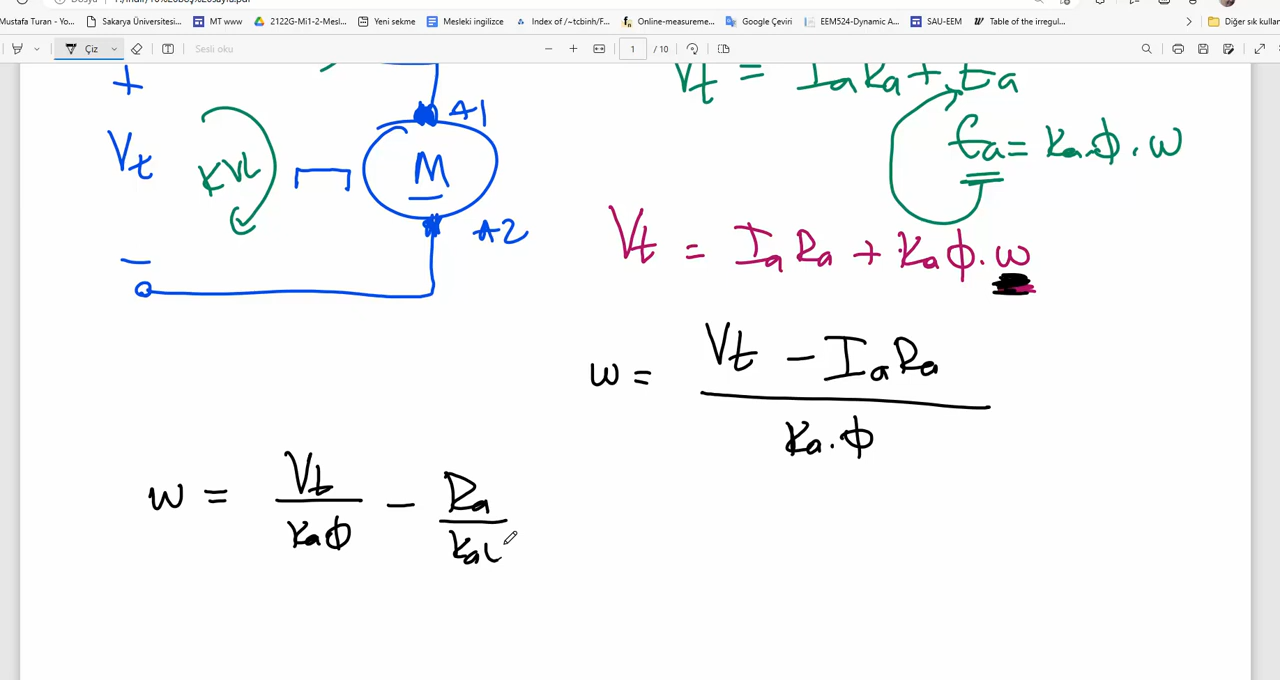 Mustafa Turan - You...
Sakarya Üniversitesi...
MT www
2122G-Mi1-2-Mesl...
Yeni sekme
Mesleki ingilizce
Index of /~tcbinh/F...
Online-measureme...
Google Çeviri
EEM524-Dynamic A...
SAU-EEM
Table of the irregul...
Diğer sık kullan
Çiz
Sesli oku
1 / 10
Vt = IaRa + Ea
+
A1
Ea = Ka.ϕ.w
Vt
KVL
M
A2
Vt = IaRa + Kaϕ.w
−
w = Vt − IaRa
Ka.ϕ
w = Vt/Kaϕ − Ra/Ka